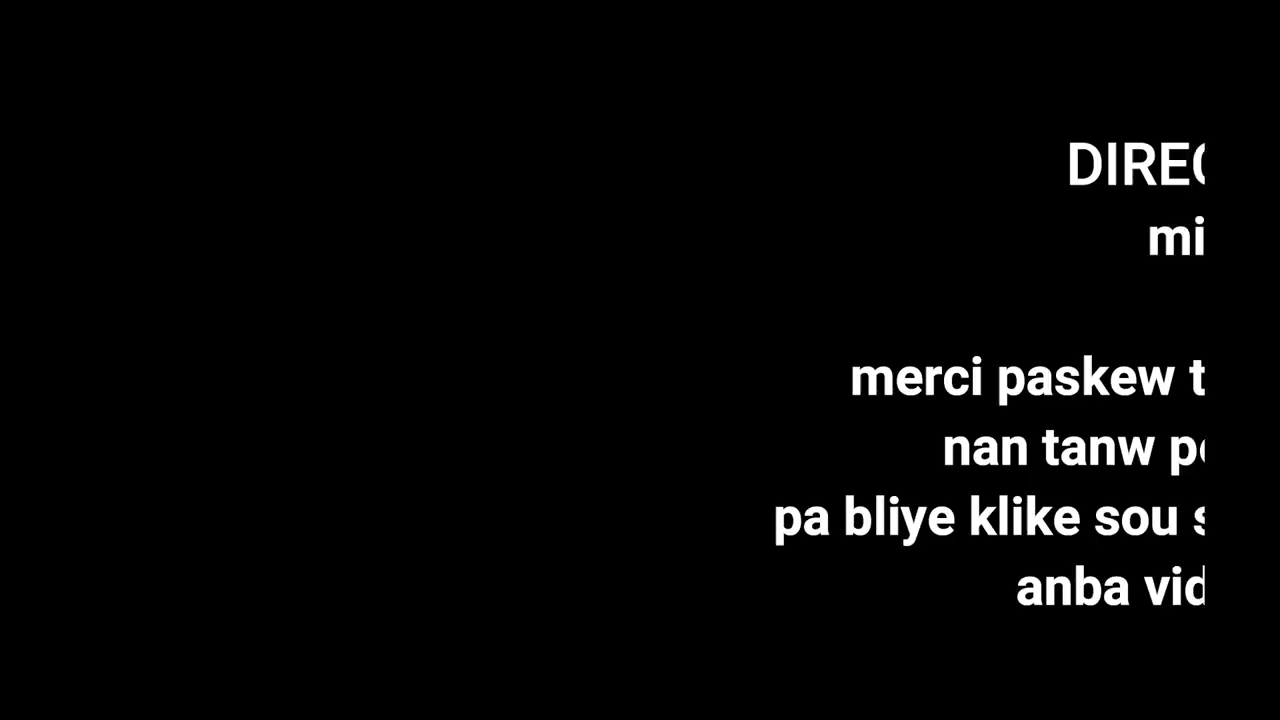 DIREC
mi
merci paskew t
nan tanw p
pa bliye klike sou s
anba vid